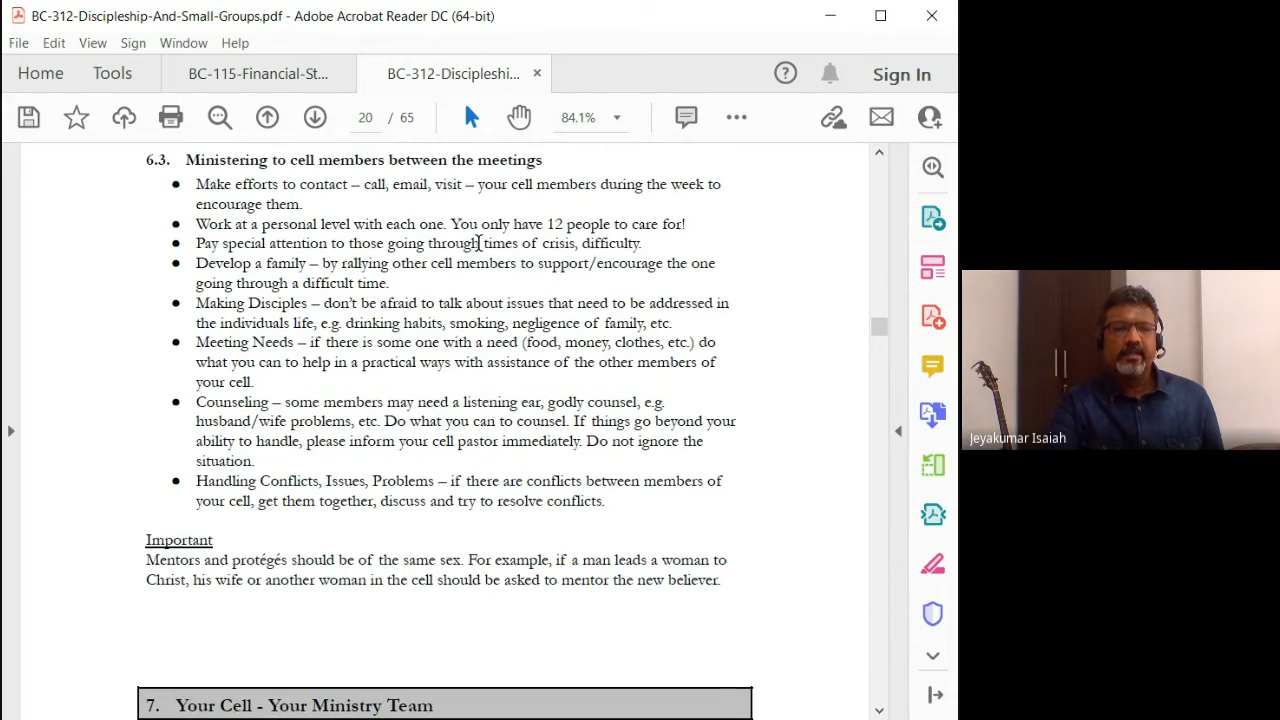 BC-312-Discipleship-And-Small-Groups.pdf - Adobe Acrobat Reader DC (64-bit)
File Edit View Sign Window Help
Home Tools BC-115-Financial-St... BC-312-Discipleshi... × Sign In
20 / 65 84.1%
6.3. Ministering to cell members between the meetings
● Make efforts to contact – call, email, visit – your cell members during the week to
encourage them.
● Work at a personal level with each one. You only have 12 people to care for!
● Pay special attention to those going through times of crisis, difficulty.
● Develop a family – by rallying other cell members to support/encourage the one
going through a difficult time.
● Making Disciples – don't be afraid to talk about issues that need to be addressed in
the individuals life, e.g. drinking habits, smoking, negligence of family, etc.
● Meeting Needs – if there is some one with a need (food, money, clothes, etc.) do
what you can to help in a practical ways with assistance of the other members of
your cell.
● Counseling – some members may need a listening ear, godly counsel, e.g.
husband/wife problems, etc. Do what you can to counsel. If things go beyond your
ability to handle, please inform your cell pastor immediately. Do not ignore the
situation.
● Handling Conflicts, Issues, Problems – if there are conflicts between members of
your cell, get them together, discuss and try to resolve conflicts.
Important
Mentors and protégés should be of the same sex. For example, if a man leads a woman to
Christ, his wife or another woman in the cell should be asked to mentor the new believer.
7. Your Cell - Your Ministry Team
Jeyakumar Isaiah